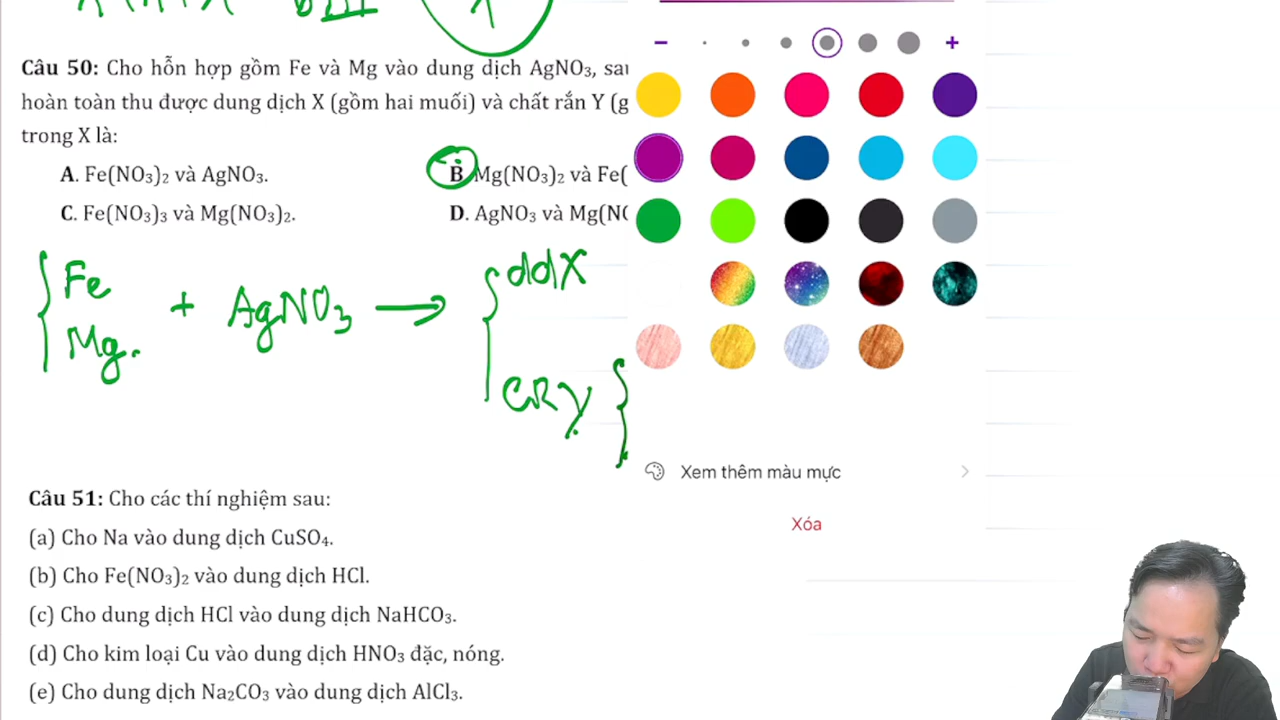 Câu 50: Cho hỗn hợp gồm Fe và Mg vào dung dịch AgNO₃, sau
hoàn toàn thu được dung dịch X (gồm hai muối) và chất rắn Y (g
trong X là:
A. Fe(NO₃)₂ và AgNO₃.
B. Mg(NO₃)₂ và Fe(
C. Fe(NO₃)₃ và Mg(NO₃)₂.
D. AgNO₃ và Mg(NO
Fe
Mg
+ AgNO₃ →
ddX
CRY
Xem thêm màu mực
Xóa
Câu 51: Cho các thí nghiệm sau:
(a) Cho Na vào dung dịch CuSO₄.
(b) Cho Fe(NO₃)₂ vào dung dịch HCl.
(c) Cho dung dịch HCl vào dung dịch NaHCO₃.
(d) Cho kim loại Cu vào dung dịch HNO₃ đặc, nóng.
(e) Cho dung dịch Na₂CO₃ vào dung dịch AlCl₃.